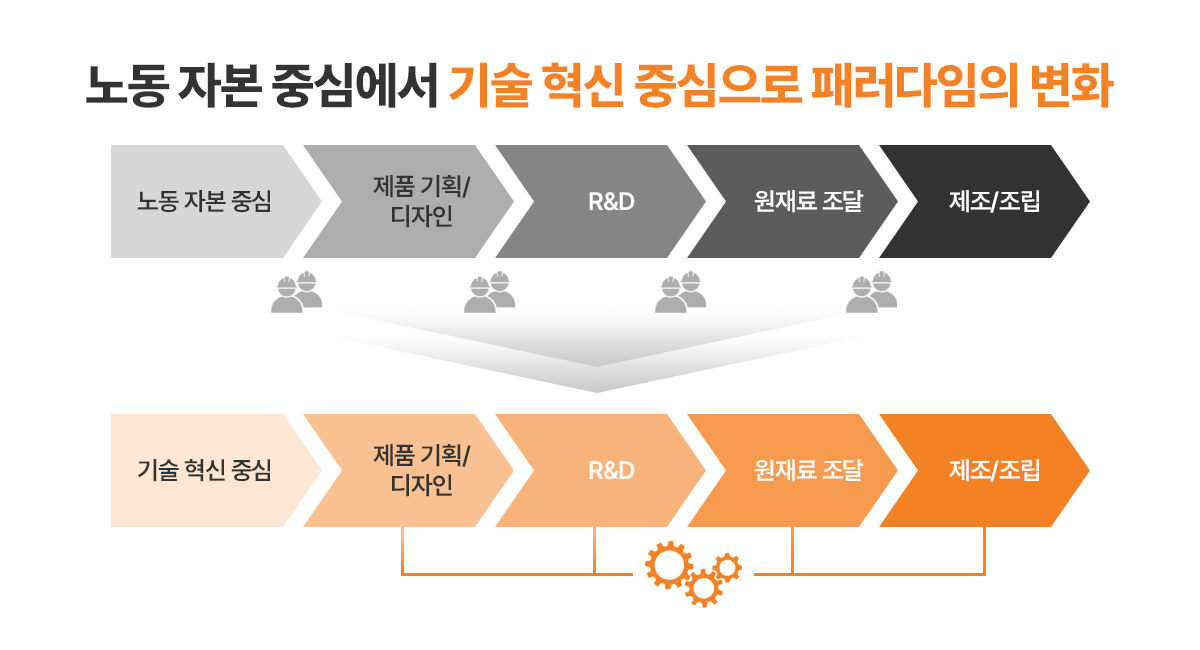 노동 자본 중심에서 기술 혁신 중심으로 패러다임의 변화
노동 자본 중심
제품 기획/
디자인
R&D
원재료 조달
제조/조립
기술 혁신 중심
제품 기획/
디자인
R&D
원재료 조달
제조/조립